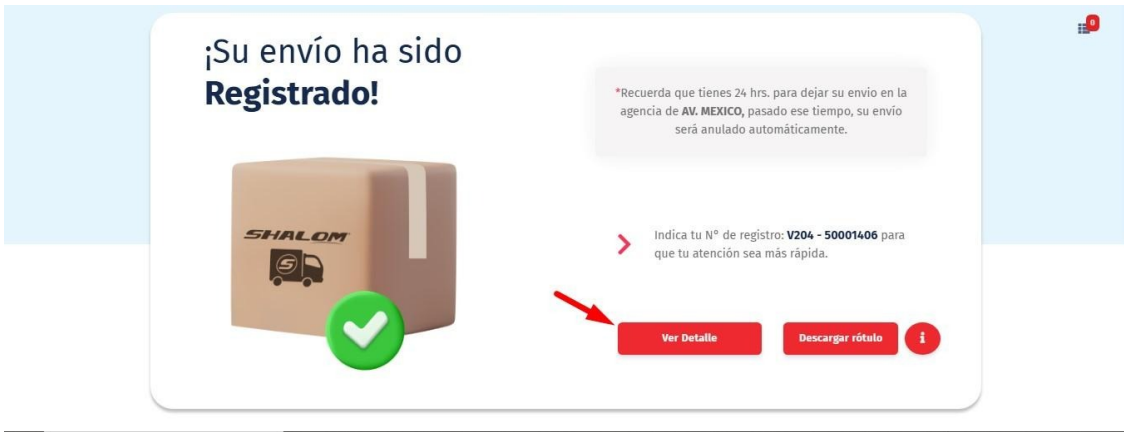 ¡Su envío ha sido
Registrado!
0
*Recuerda que tienes 24 hrs. para dejar su envio en la
agencia de AV. MEXICO, pasado ese tiempo, su envío
será anulado automáticamente.
SHALOM
S
Indica tu N° de registro: V204 - 50001406 para
que tu atención sea más rápida.
Ver Detalle
Descargar rótulo
i